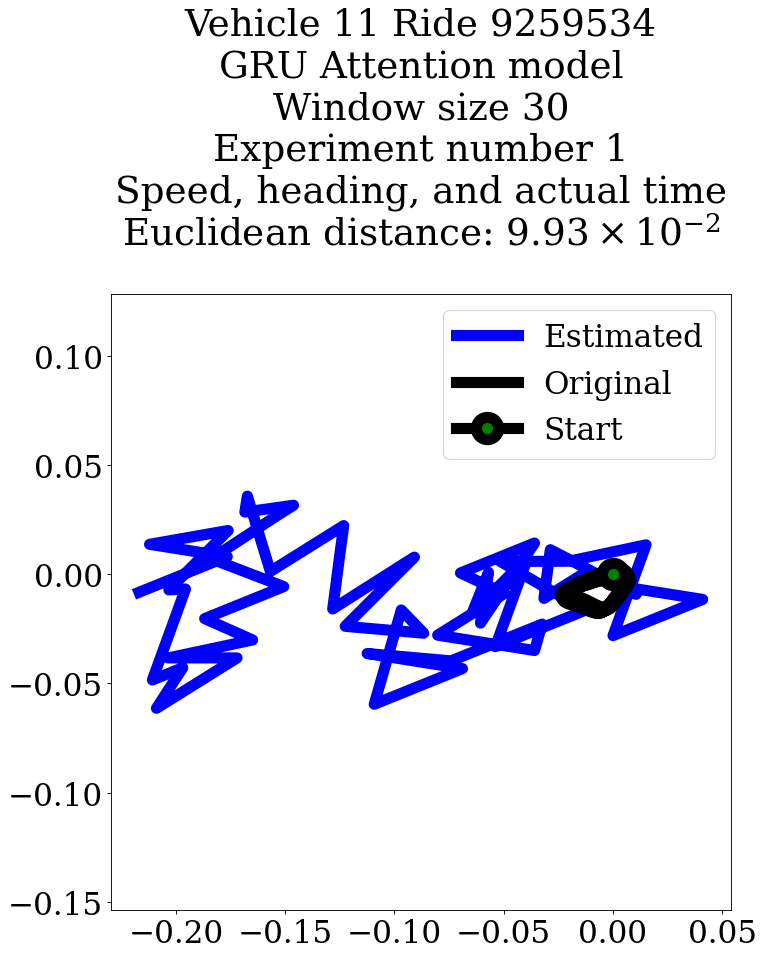 Vehicle 11 Ride 9259534
GRU Attention model
Window size 30
Experiment number 1
Speed, heading, and actual time
Euclidean distance: 9.93 × 10⁻²
Estimated
Original
Start
0.10
0.05
0.00
−0.05
−0.10
−0.15
−0.20 −0.15 −0.10 −0.05 0.00 0.05